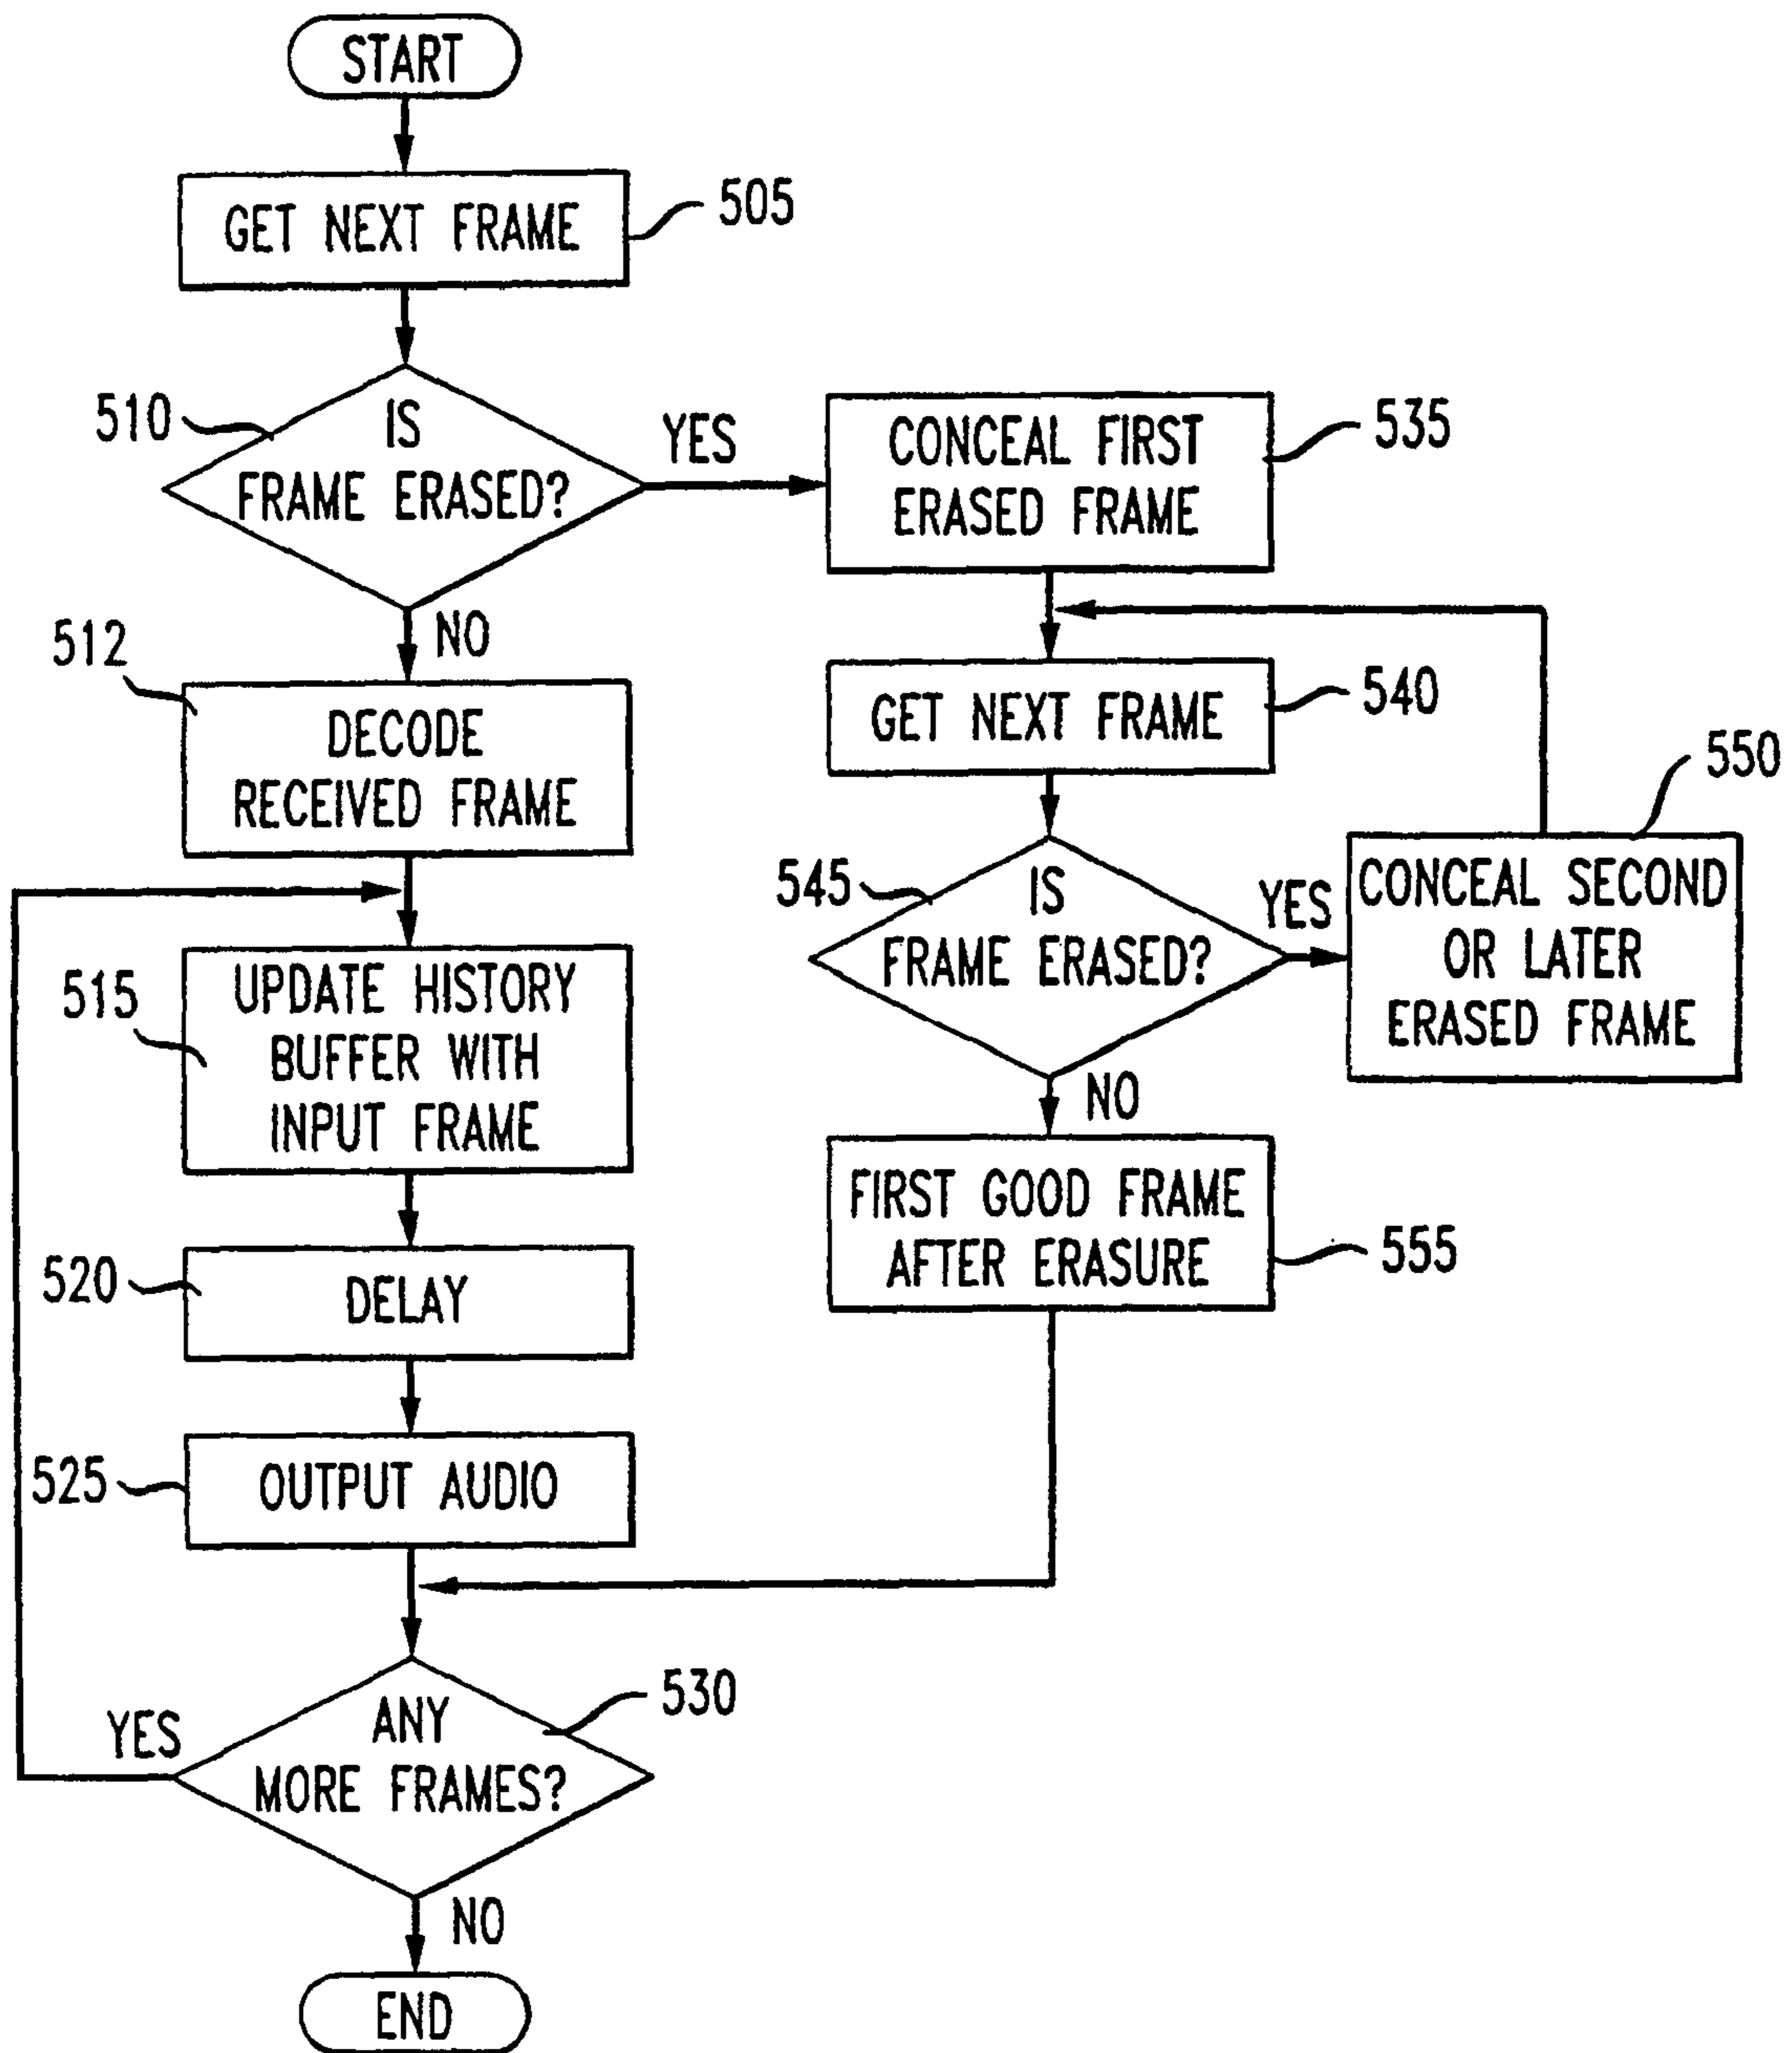 START
GET NEXT FRAME
505
510
IS
FRAME ERASED?
YES
NO
CONCEAL FIRST
ERASED FRAME
535
512
DECODE
RECEIVED FRAME
GET NEXT FRAME
540
545
IS
FRAME ERASED?
YES
NO
550
CONCEAL SECOND
OR LATER
ERASED FRAME
515
UPDATE HISTORY
BUFFER WITH
INPUT FRAME
FIRST GOOD FRAME
AFTER ERASURE
555
520
DELAY
525
OUTPUT AUDIO
530
ANY
MORE FRAMES?
YES
NO
END